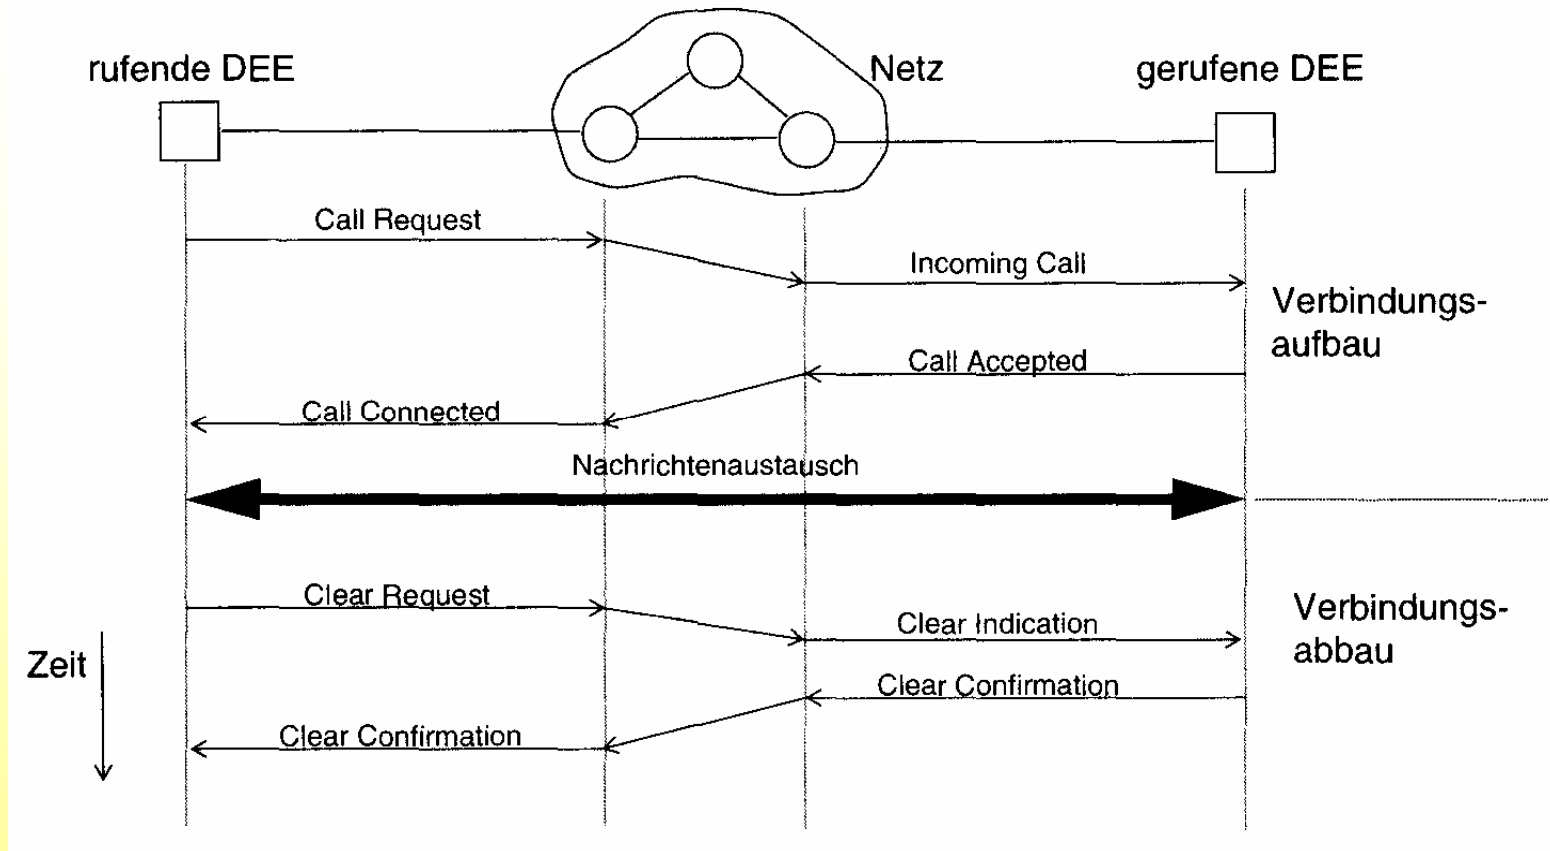 rufende DEE
Netz
gerufene DEE
Call Request
Incoming Call
Verbindungs-
aufbau
Call Accepted
Call Connected
Nachrichtenaustausch
Clear Request
Clear Indication
Verbindungs-
abbau
Zeit
Clear Confirmation
Clear Confirmation